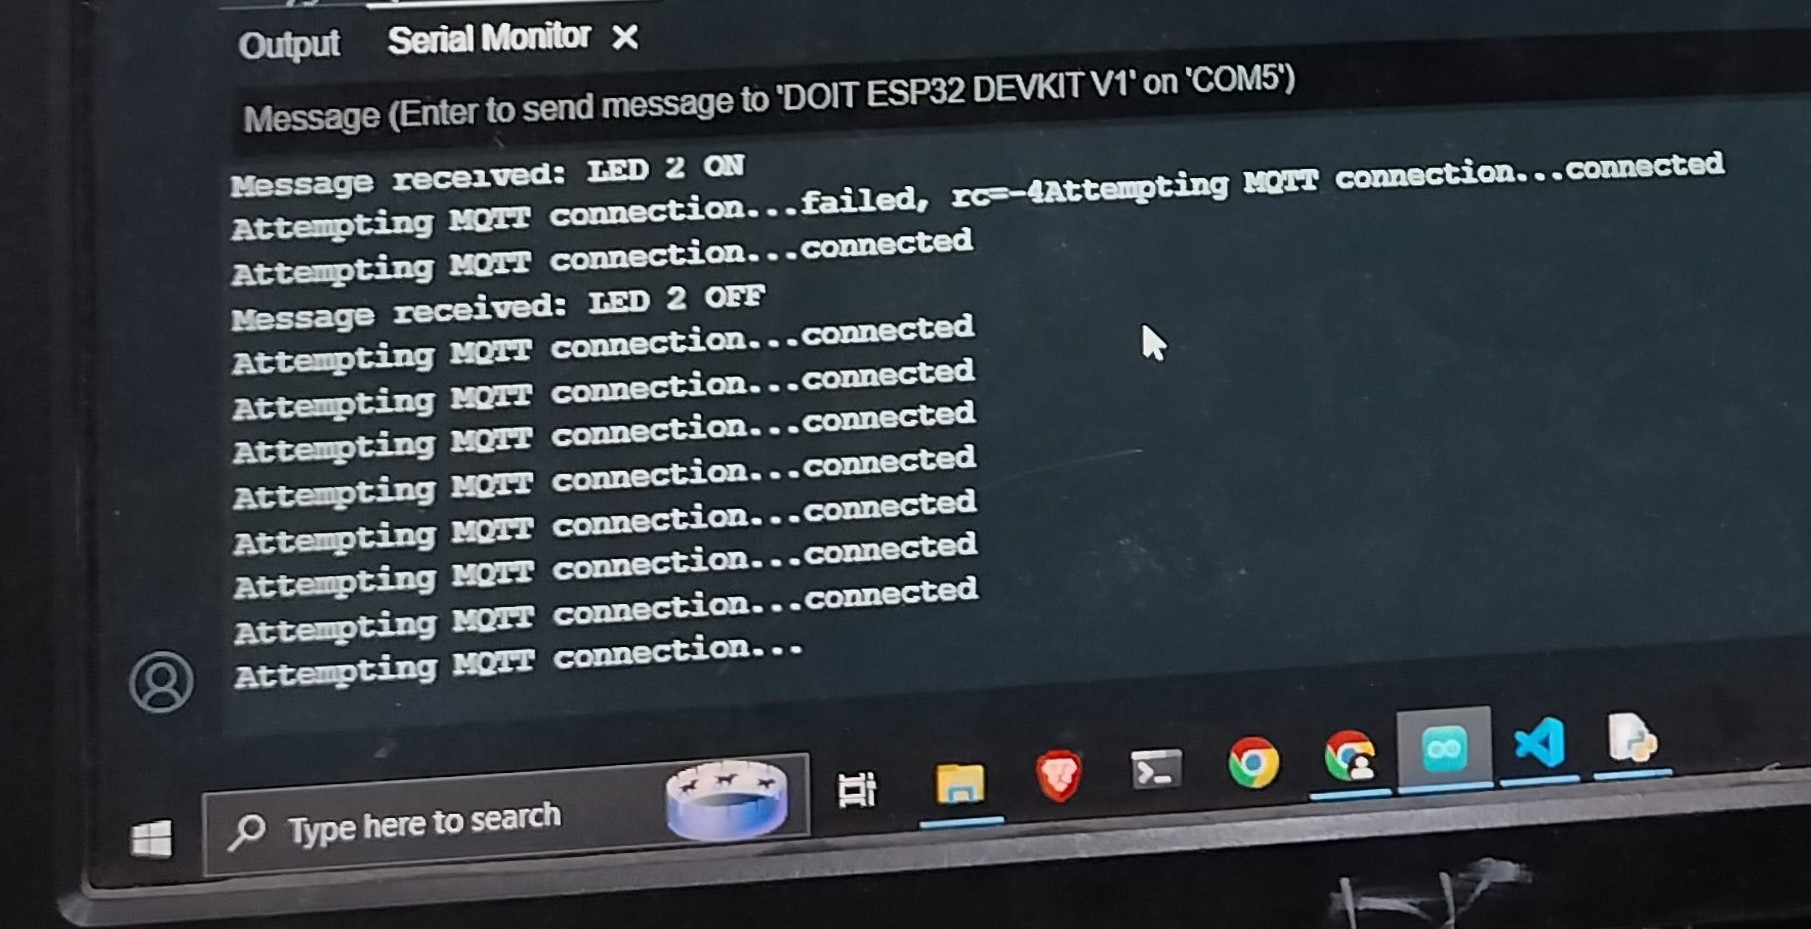 Output Serial Monitor X
Message (Enter to send message to 'DOIT ESP32 DEVKIT V1' on 'COM5')
Message received: LED 2 ON
Attempting MQTT connection...failed, rc=-4Attempting MQTT connection...connected
Attempting MQTT connection...connected
Message received: LED 2 OFF
Attempting MQTT connection...connected
Attempting MQTT connection...connected
Attempting MQTT connection...connected
Attempting MQTT connection...connected
Attempting MQTT connection...connected
Attempting MQTT connection...connected
Attempting MQTT connection...connected
Attempting MQTT connection...
Type here to search